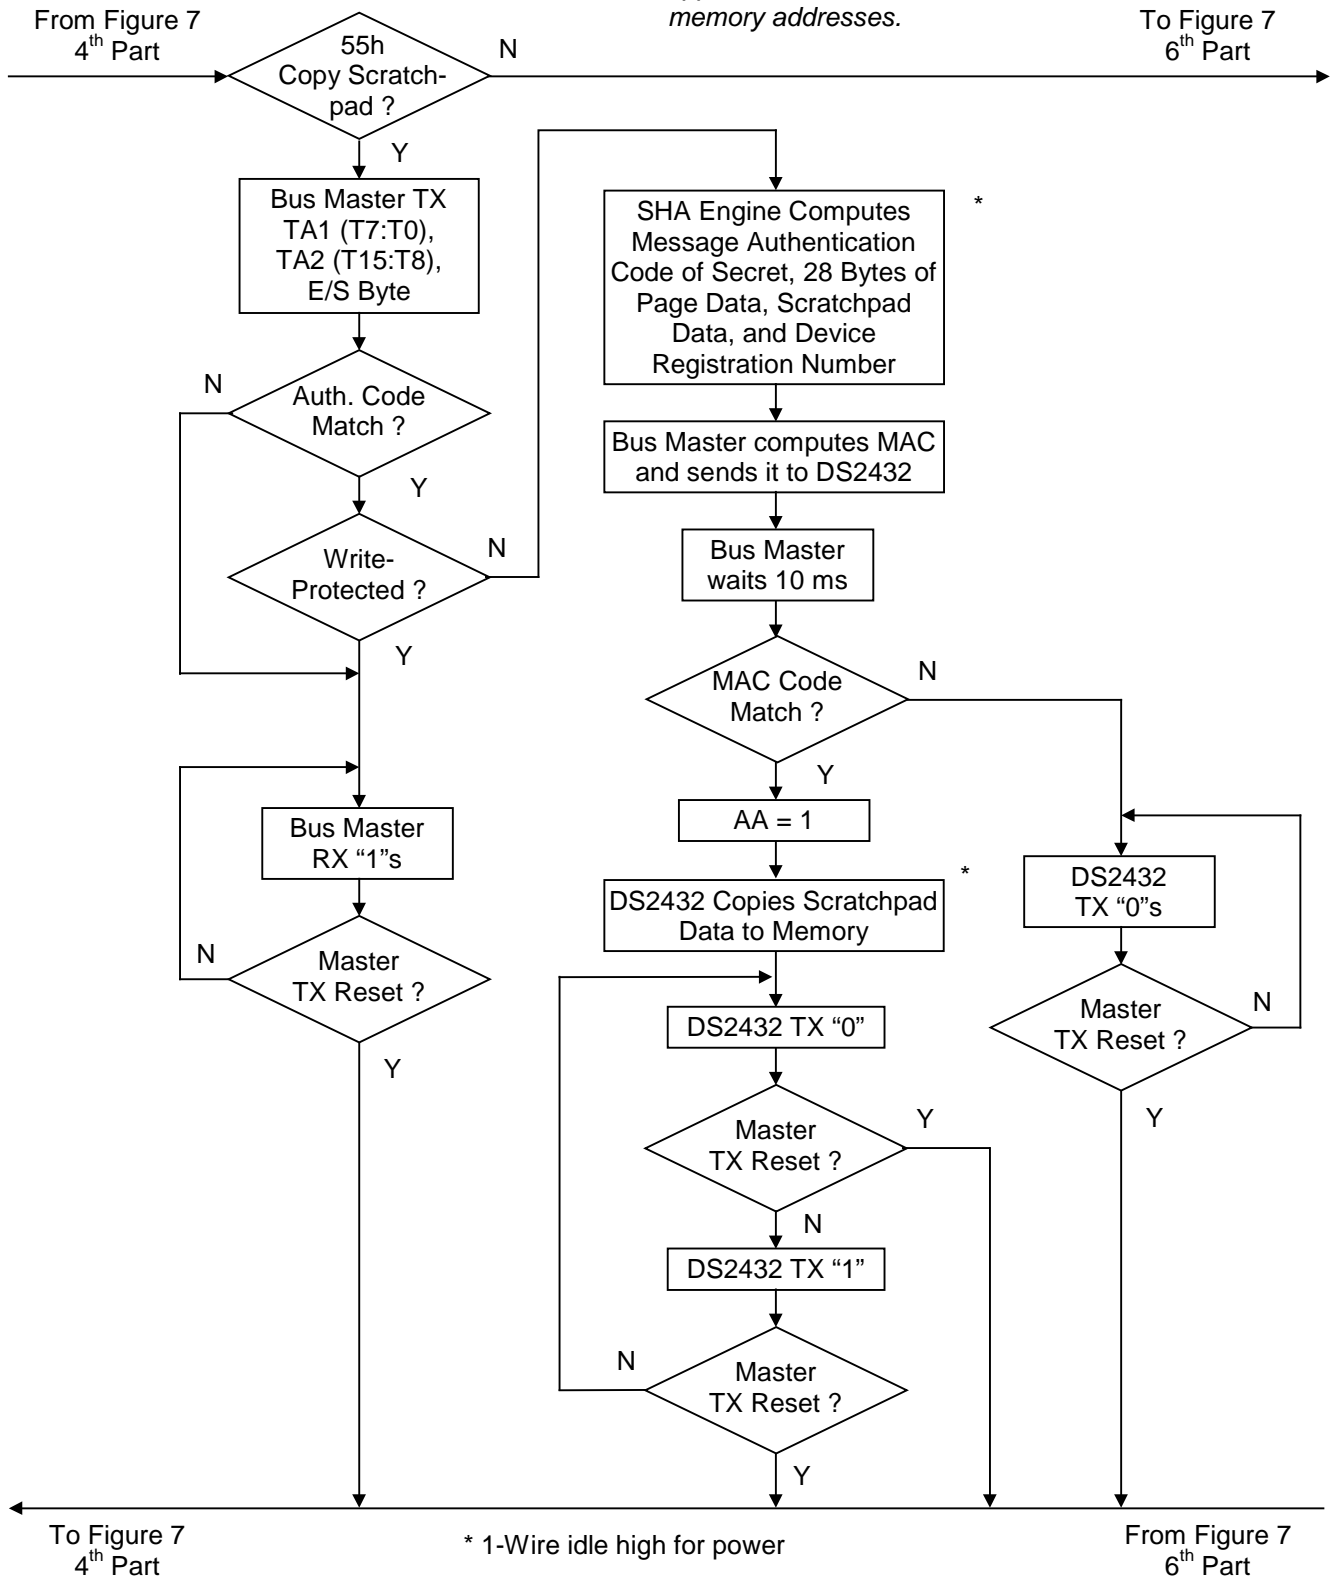 memory addresses.
From Figure 7
4th Part
To Figure 7
6th Part
55h
Copy Scratch-
pad ?
N
Y
Bus Master TX
TA1 (T7:T0),
TA2 (T15:T8),
E/S Byte
N
Auth. Code
Match ?
Y
Write-
Protected ?
N
Y
Bus Master
RX “1”s
N
Master
TX Reset ?
Y
SHA Engine Computes
Message Authentication
Code of Secret, 28 Bytes of
Page Data, Scratchpad
Data, and Device
Registration Number
*
Bus Master computes MAC
and sends it to DS2432
Bus Master
waits 10 ms
MAC Code
Match ?
N
Y
AA = 1
DS2432 Copies Scratchpad
Data to Memory
*
DS2432 TX “0”
Master
TX Reset ?
Y
N
DS2432 TX “1”
N
Master
TX Reset ?
Y
DS2432
TX “0”s
Master
TX Reset ?
N
Y
To Figure 7
4th Part
* 1-Wire idle high for power
From Figure 7
6th Part